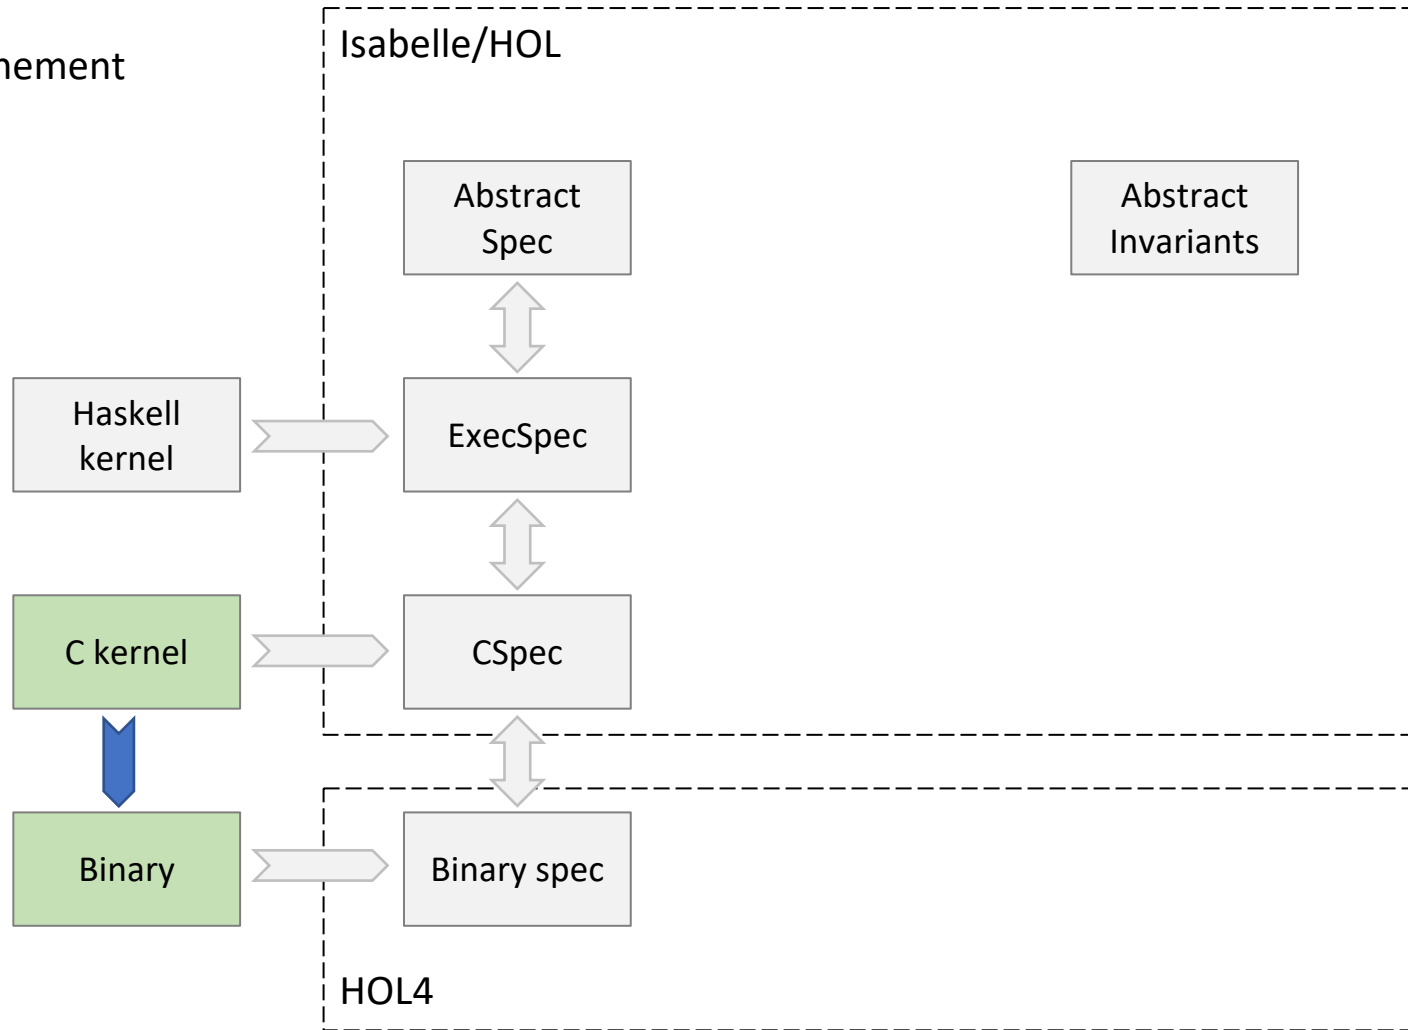 Isabelle/HOL
nement
Abstract
Spec
Abstract
Invariants
Haskell
kernel
ExecSpec
C kernel
CSpec
Binary
Binary spec
HOL4